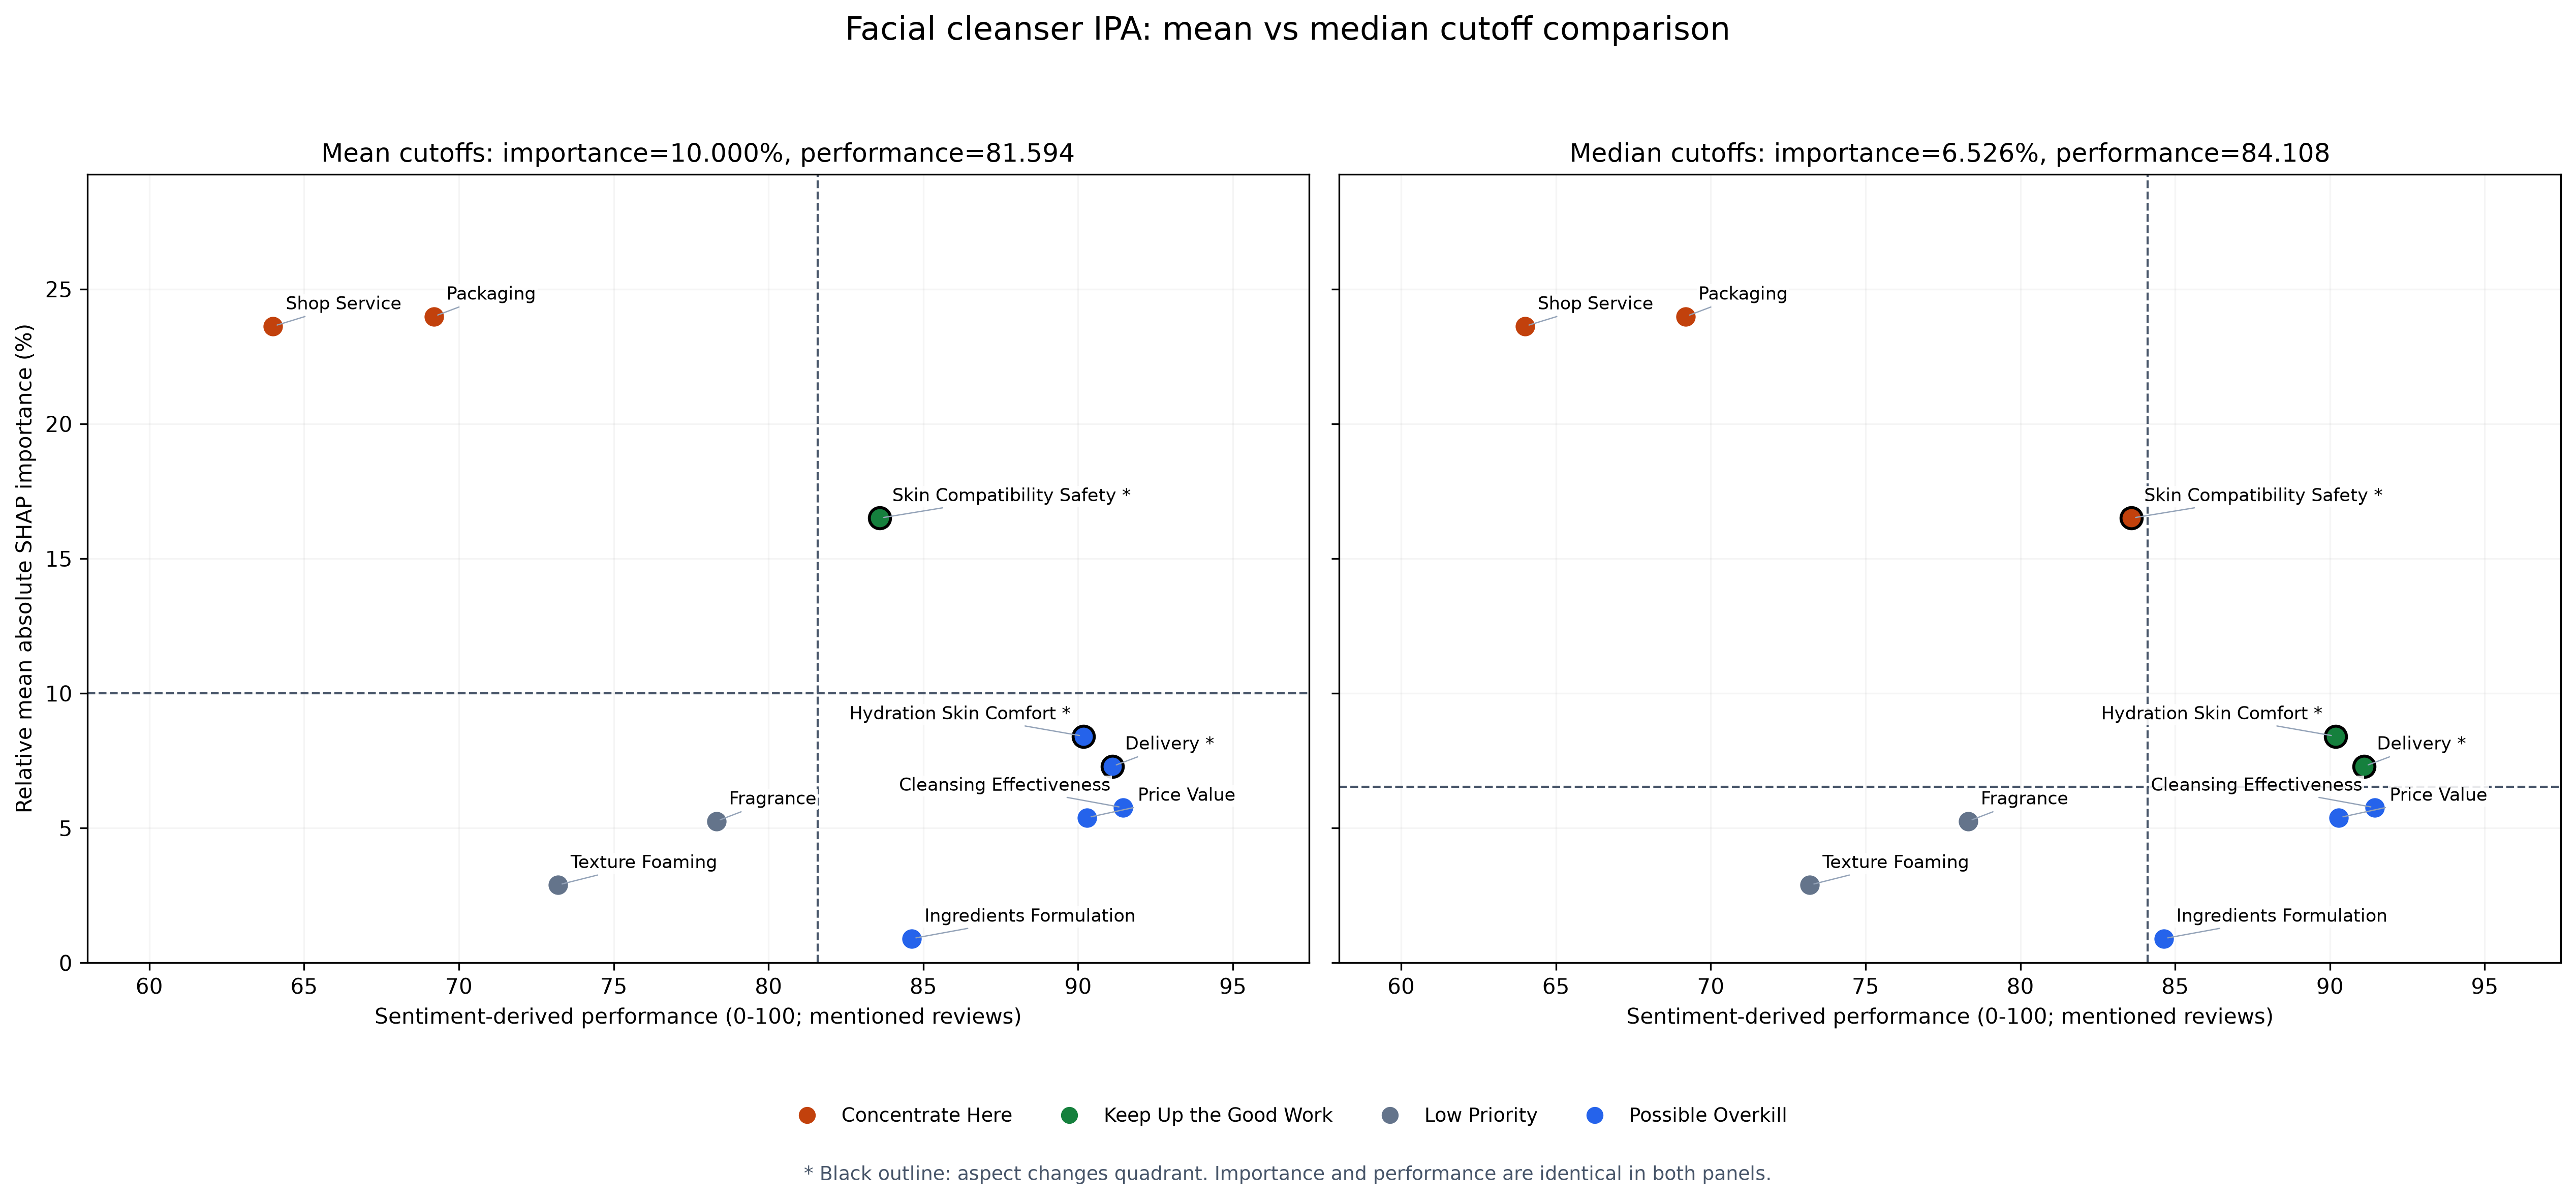 Facial cleanser IPA: mean vs median cutoff comparison
Mean cutoffs: importance=10.000%, performance=81.594
Relative mean absolute SHAP importance (%)
25
20
15
10
5
0
Shop Service
Packaging
Skin Compatibility Safety *
Hydration Skin Comfort *
Delivery *
Cleansing Effectiveness
Price Value
Fragrance
Texture Foaming
Ingredients Formulation
60 65 70 75 80 85 90 95
Sentiment-derived performance (0-100; mentioned reviews)
Median cutoffs: importance=6.526%, performance=84.108
Shop Service
Packaging
Skin Compatibility Safety *
Hydration Skin Comfort *
Delivery *
Cleansing Effectiveness
Price Value
Fragrance
Texture Foaming
Ingredients Formulation
60 65 70 75 80 85 90 95
Sentiment-derived performance (0-100; mentioned reviews)
Concentrate Here Keep Up the Good Work Low Priority Possible Overkill
* Black outline: aspect changes quadrant. Importance and performance are identical in both panels.